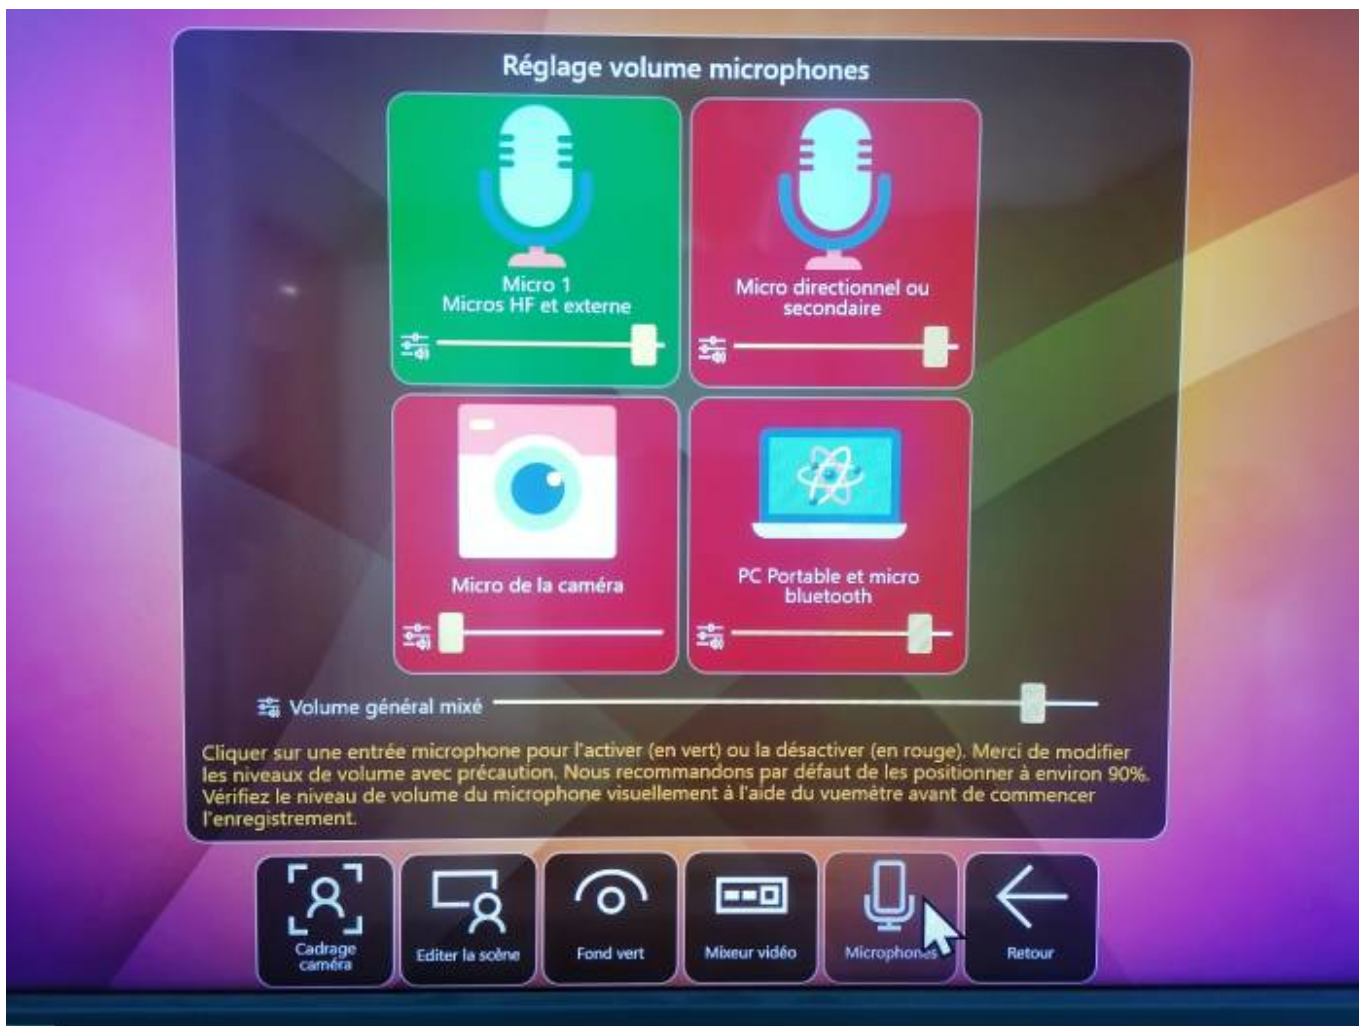 Réglage volume microphones
Micro 1
Micros HF et externe
Micro directionnel ou
secondaire
Micro de la caméra
PC Portable et micro
bluetooth
Volume général mixé
Cliquer sur une entrée microphone pour l'activer (en vert) ou la désactiver (en rouge). Merci de modifier
les niveaux de volume avec précaution. Nous recommandons par défaut de les positionner à environ 90%.
Vérifiez le niveau de volume du microphone visuellement à l'aide du vuemètre avant de commencer
l'enregistrement.
Cadrage
caméra
Editer la scène
Fond vert
Mixeur vidéo
Microphones
Retour